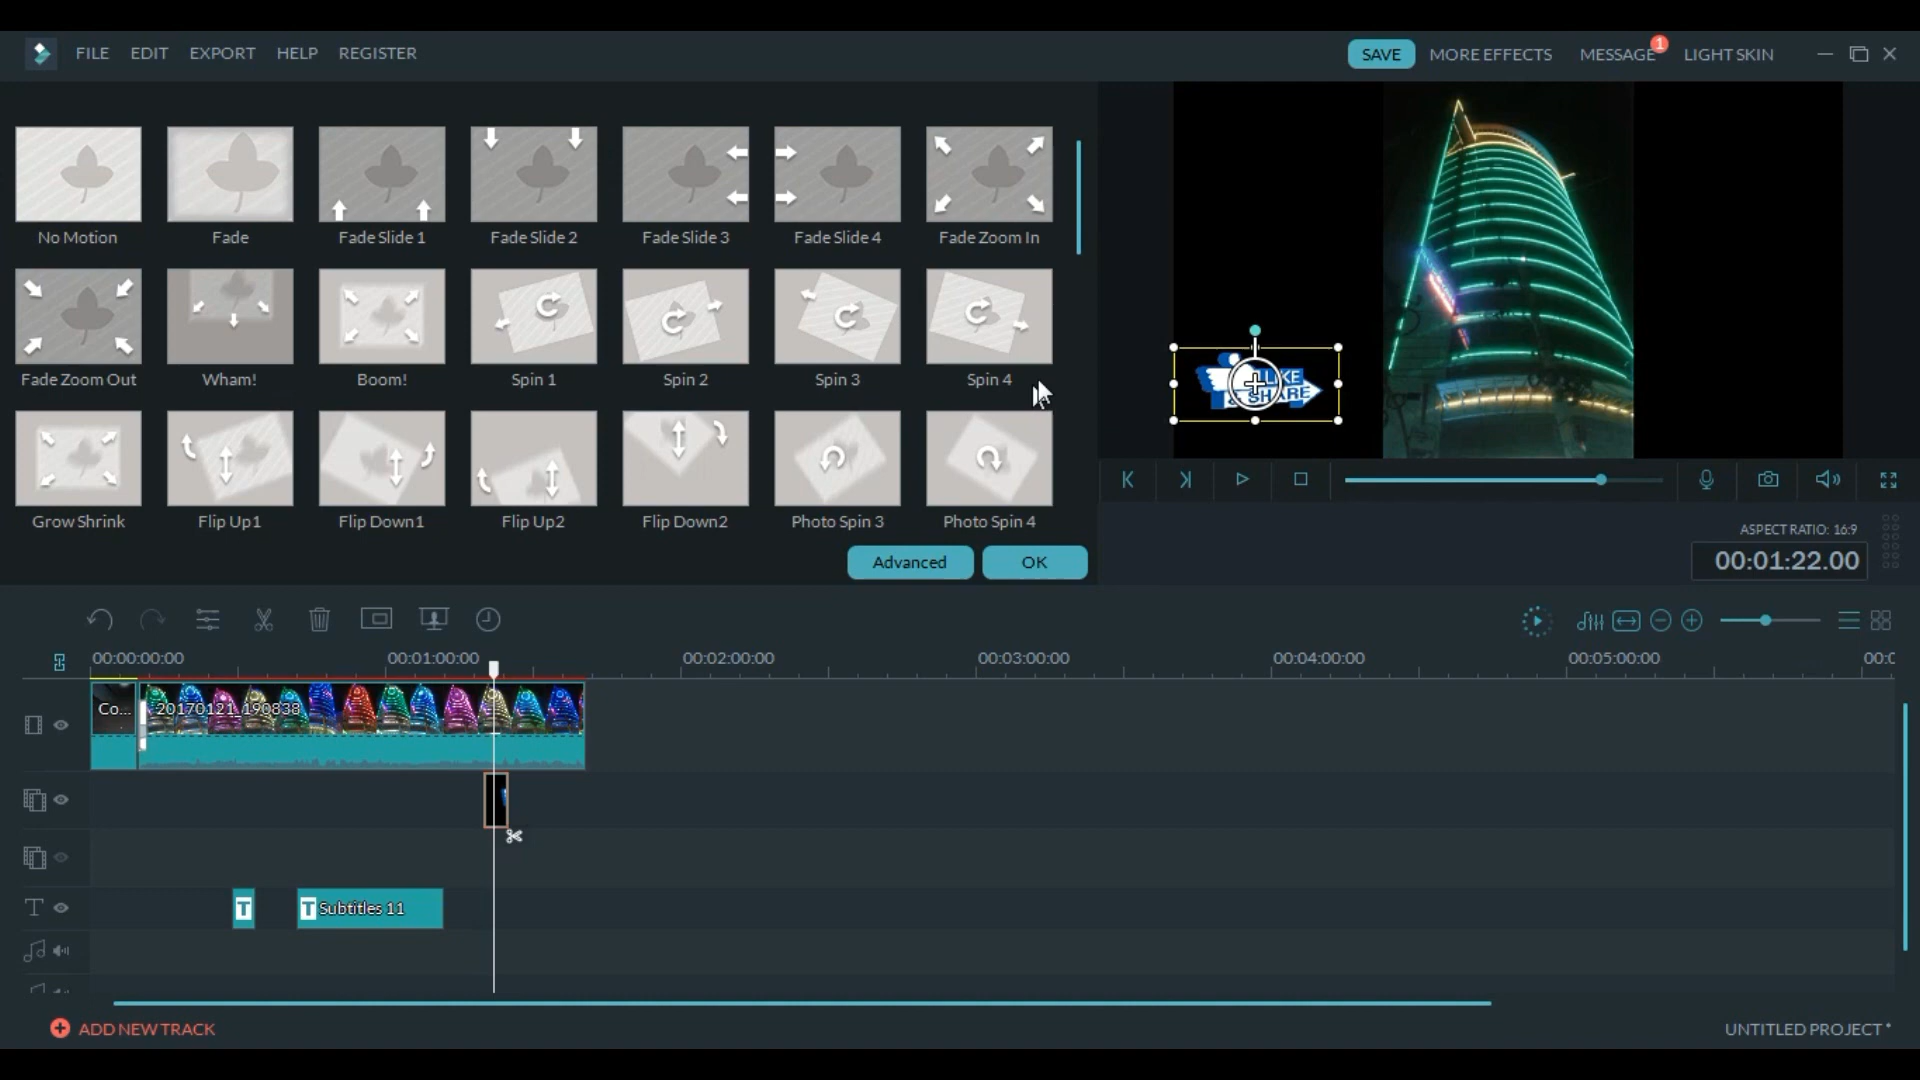 FILE EDIT EXPORT HELP REGISTER
SAVE MORE EFFECTS MESSAGE 1 LIGHT SKIN
No Motion Fade Fade Slide 1 Fade Slide 2 Fade Slide 3 Fade Slide 4 Fade Zoom In
Fade Zoom Out Wham! Boom! Spin 1 Spin 2 Spin 3 Spin 4
LIKE
& SHARE
Grow Shrink Flip Up1 Flip Down1 Flip Up2 Flip Down2 Photo Spin 3 Photo Spin 4
Advanced OK
ASPECT RATIO: 16:9
00:01:22.00
00:00:00:00 00:01:00:00 00:02:00:00 00:03:00:00 00:04:00:00 00:05:00:00 00:0
Co... 20170121_190838
T T Subtitles 11
T
ADD NEW TRACK
UNTITLED PROJECT *